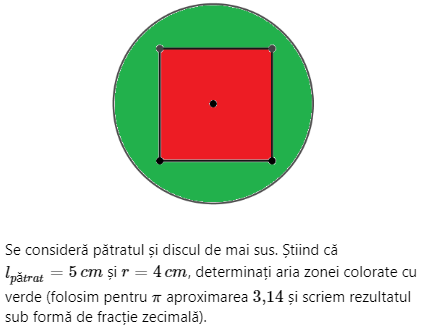 Se consideră pătratul și discul de mai sus. Știind că
l_pătrat = 5 cm și r = 4 cm, determinați aria zonei colorate cu
verde (folosim pentru π aproximarea 3,14 și scriem rezultatul
sub formă de fracție zecimală).